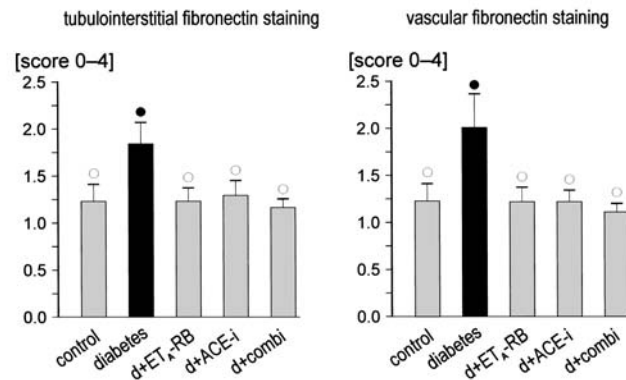 tubulointerstitial fibronectin staining
[score 0–4]
2.5
2.0
1.5
1.0
0.5
0.0
control
diabetes
d+ET_A-RB
d+ACE-i
d+combi
vascular fibronectin staining
[score 0–4]
2.5
2.0
1.5
1.0
0.5
0.0
control
diabetes
d+ET_A-RB
d+ACE-i
d+combi